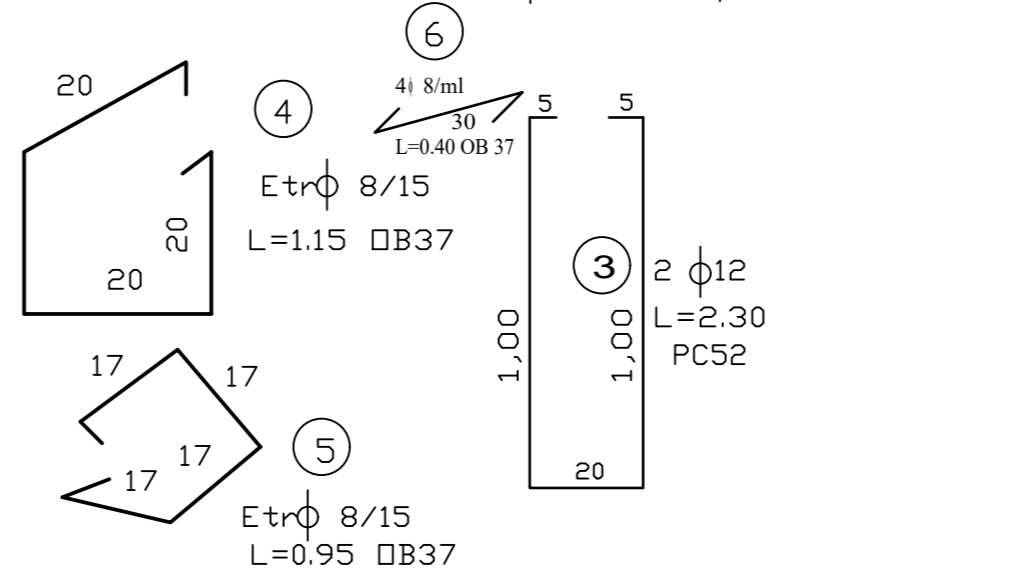 6
20
4ϕ 8/ml
4
30
L=0.40 OB 37
5 5
Etrϕ 8/15
20
L=1.15 OB37
20
3
2 ϕ12
1,00
1,00
L=2.30
PC52
17
17
17
17
5
20
Etrϕ 8/15
L=0.95 OB37